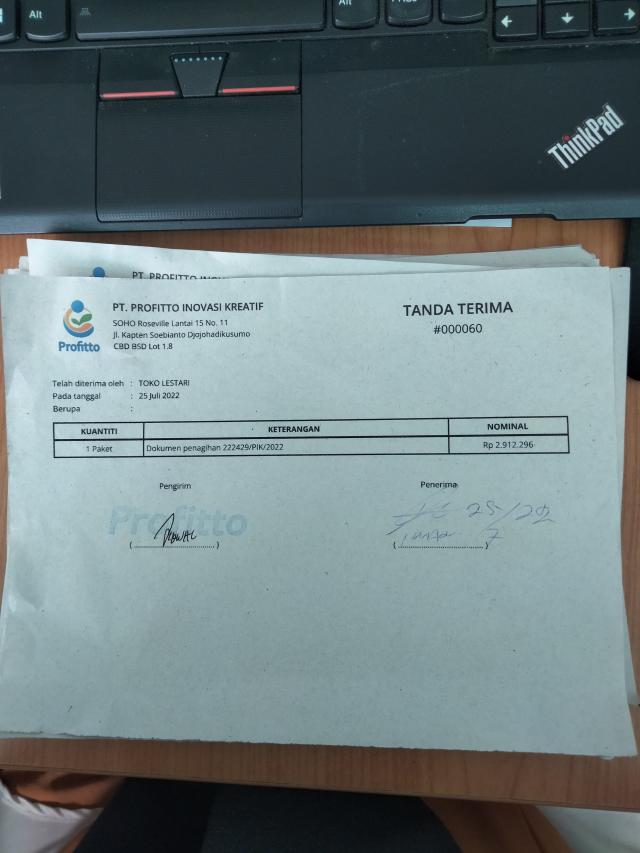 Alt
Alt
ThinkPad
PT. PROFITTO
Profitto
PT. PROFITTO INOVASI KREATIF
SOHO Roseville Lantai 15 No. 11
Jl. Kapten Soebianto Djojohadikusumo
CBD BSD Lot 1.8
TANDA TERIMA
#000060
Telah diterima oleh : TOKO LESTARI
Pada tanggal : 25 Juli 2022
Berupa :
KUANTITI KETERANGAN NOMINAL
1 Paket Dokumen penagihan 222429/PIK/2022 Rp 2.912.296
Pengirim Penerima
Profitto
25/22
7